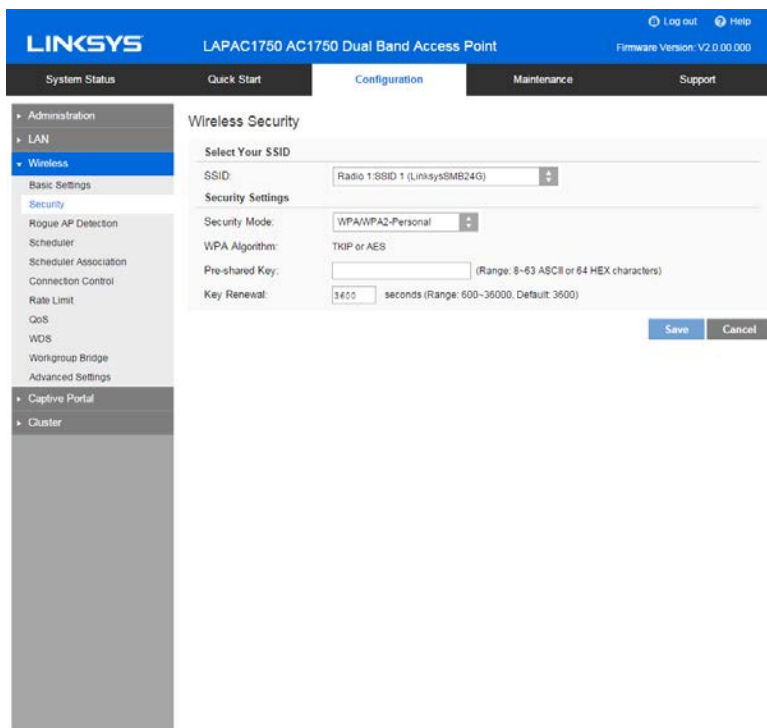 Log out Help
LINKSYS LAPAC1750 AC1750 Dual Band Access Point Firmware Version: V2.0.00.000
System Status Quick Start Configuration Maintenance Support
Administration
LAN
Wireless
Basic Settings
Security
Rogue AP Detection
Scheduler
Scheduler Association
Connection Control
Rate Limit
QoS
WDS
Workgroup Bridge
Advanced Settings
Captive Portal
Cluster
Wireless Security
Select Your SSID
SSID: Radio 1:SSID 1 (LinksysSMB24G)
Security Settings
Security Mode: WPA/WPA2-Personal
WPA Algorithm: TKIP or AES
Pre-shared Key: (Range: 8~63 ASCII or 64 HEX characters)
Key Renewal: 3600 seconds (Range: 600~36000, Default: 3600)
Save Cancel